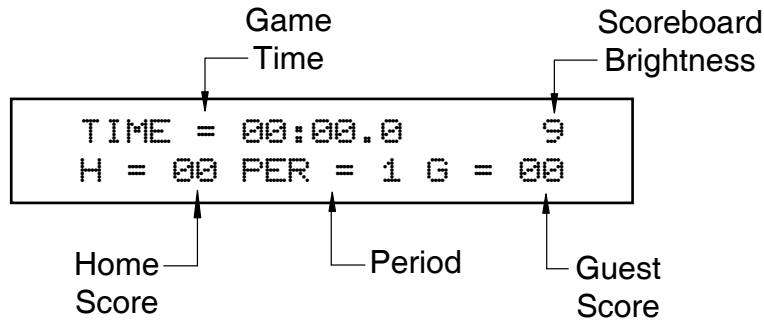 Game
Time
Scoreboard
Brightness
TIME = 00:00.0 9
H = 00 PER = 1 G = 00
Home
Score
Period
Guest
Score